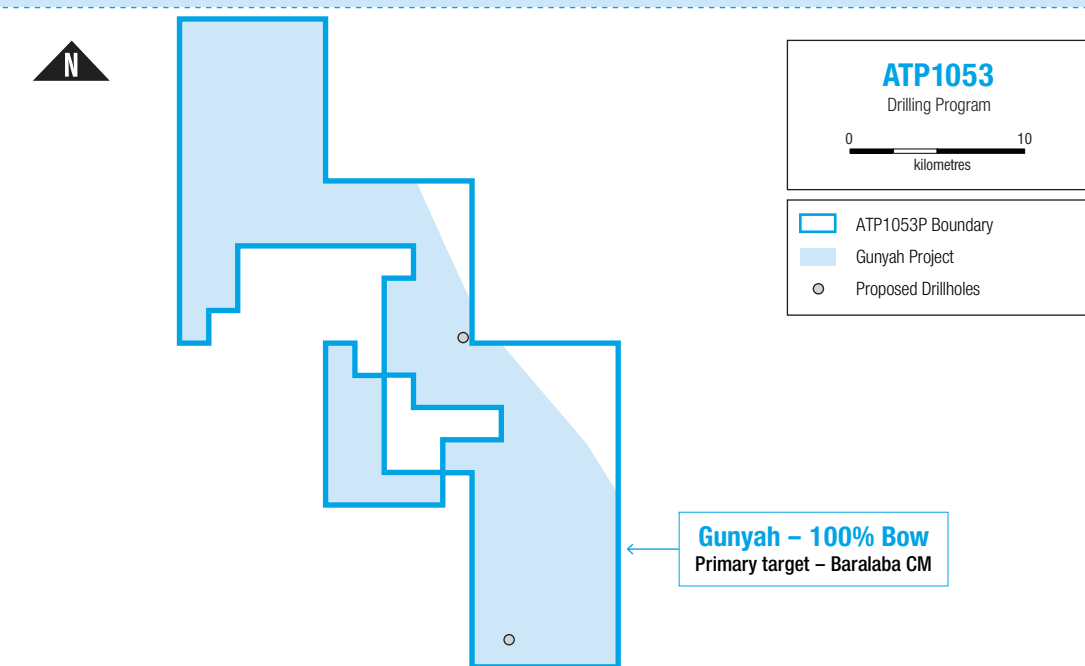 N
ATP1053
Drilling Program
0 10
kilometres
ATP1053P Boundary
Gunyah Project
Proposed Drillholes
Gunyah – 100% Bow
Primary target – Baralaba CM